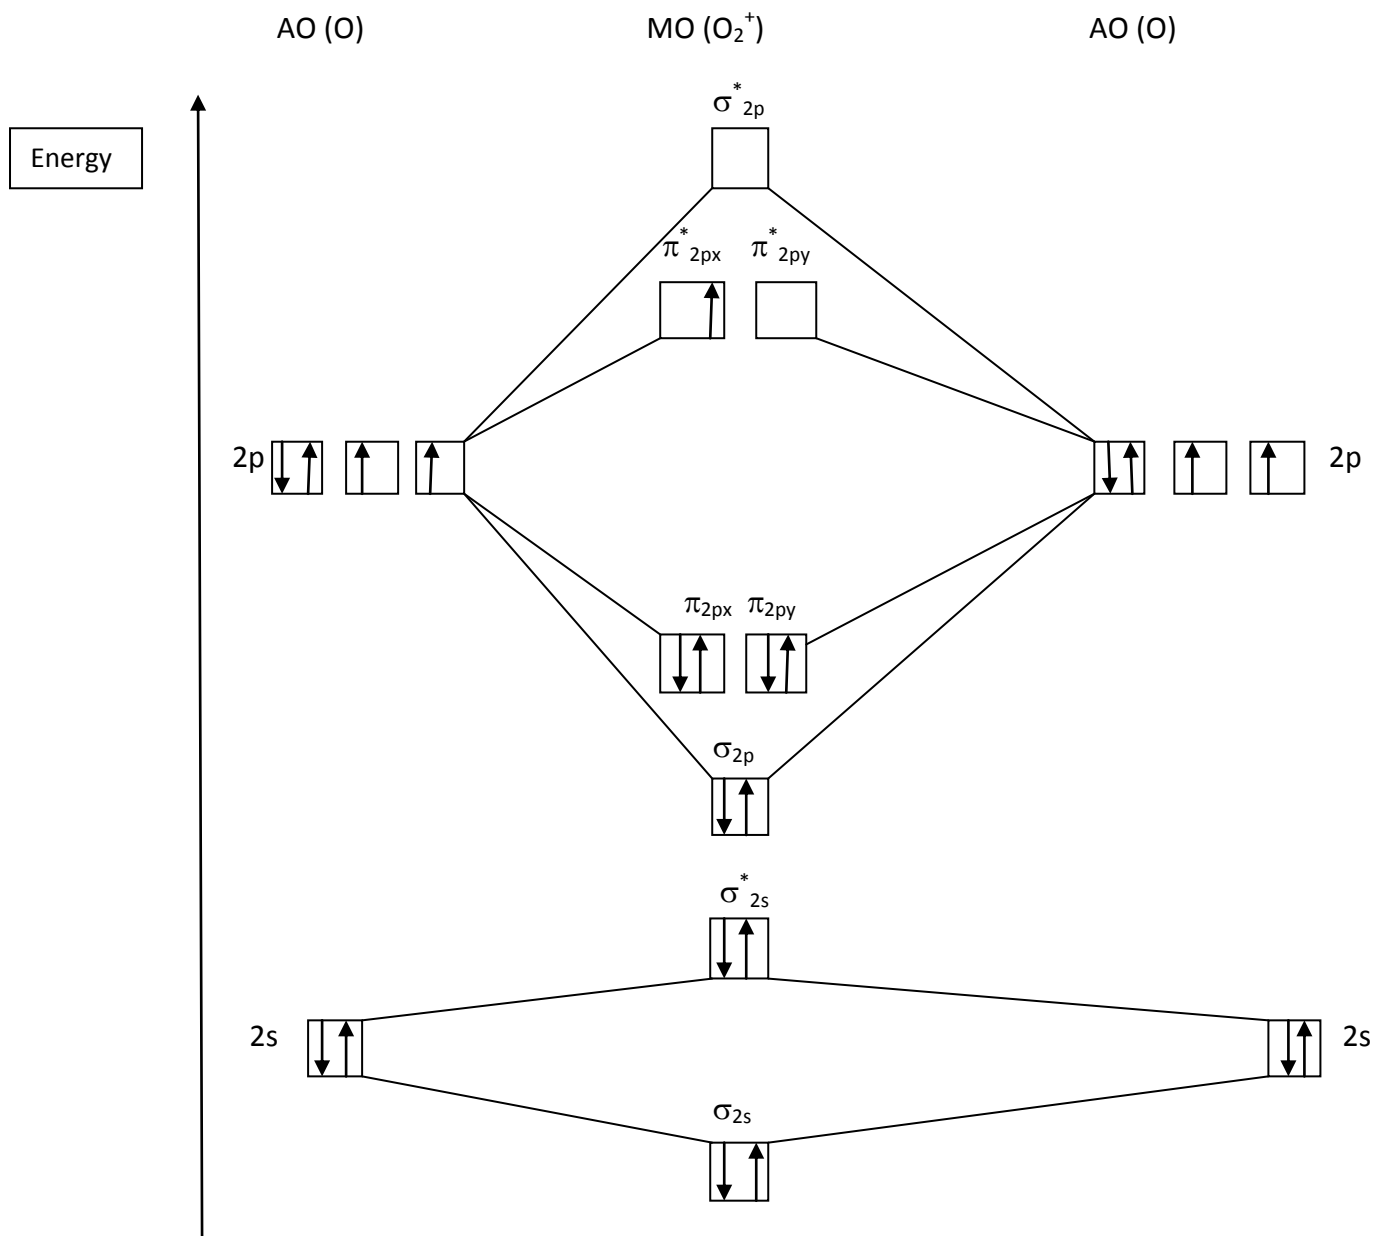 AO (O) MO (O₂⁺) AO (O)
σ*₂p
Energy
π*₂px π*₂py
2p 2p
π₂px π₂py
σ₂p
σ*₂s
2s 2s
σ₂s